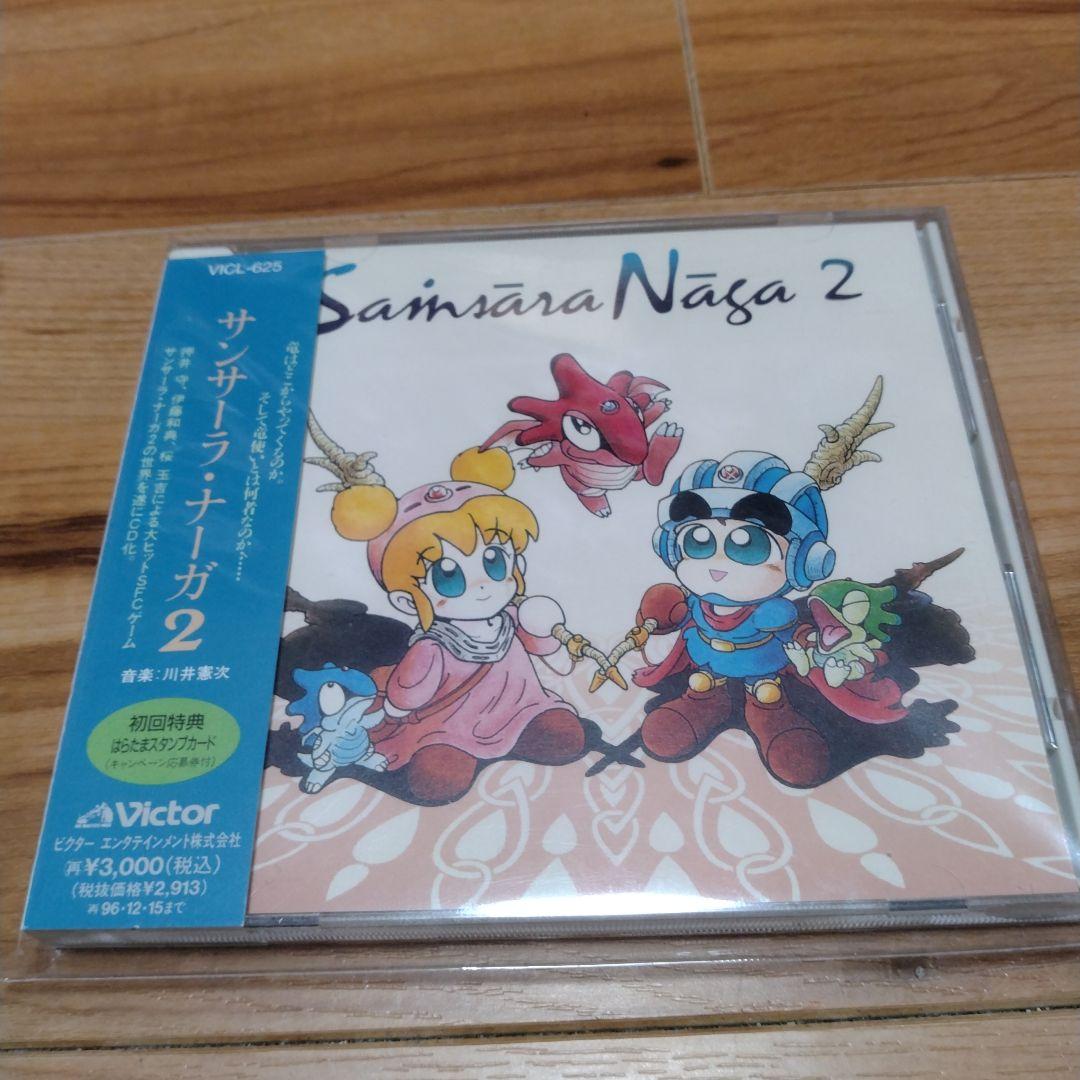 VICL-625
Saṁsāra Nāga 2
竜はどこからやってくるのか。
そして竜使いとは何者なのか……
サンサーラ・ナーガ2
押井 守、伊藤和典、桜 玉吉による大ヒットSFCゲーム
サンサーラ・ナーガ2の世界を遂にCD化。
音楽:川井憲次
初回特典
はらたまスタンプカード
(キャンペーン応募券付)
Victor
ビクター エンタテインメント株式会社
再¥3,000(税込)
(税抜価格¥2,913)
再96・12・15まで